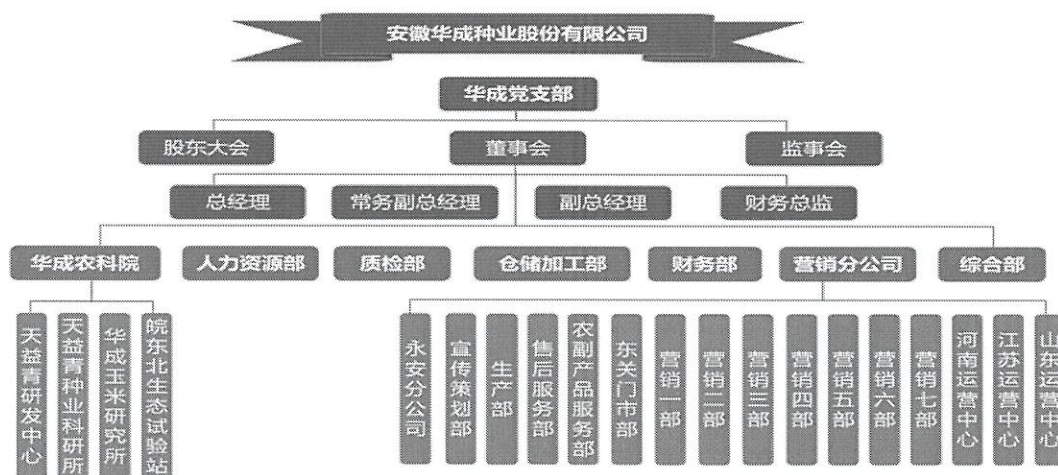 安徽华成种业股份有限公司
华成党支部
股东大会
董事会
监事会
总经理
常务副总经理
副总经理
财务总监
华成农科院
人力资源部
质检部
仓储加工部
财务部
营销分公司
综合部
天益青研发中心
天益青种业科研所
华成玉米研究所
皖东北生态试验站
永安分公司
宣传策划部
生产部
售后服务部
农副产品服务部
东关门市部
营销一部
营销二部
营销三部
营销四部
营销五部
营销六部
营销七部
河南运营中心
江苏运营中心
山东运营中心